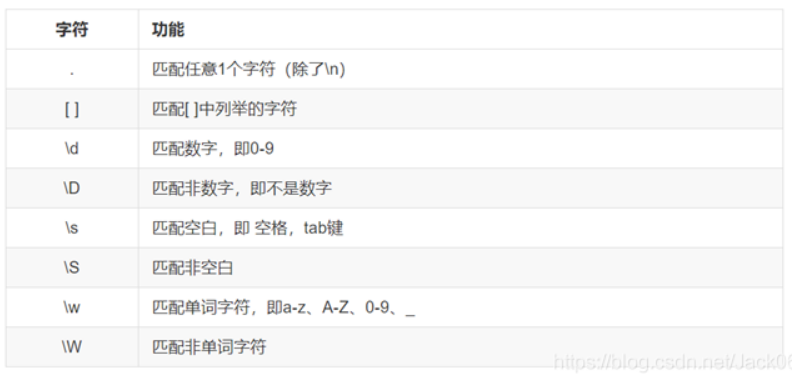 字符 功能
. 匹配任意1个字符（除了\n）
[ ] 匹配[ ]中列举的字符
\d 匹配数字，即0-9
\D 匹配非数字，即不是数字
\s 匹配空白，即 空格，tab键
\S 匹配非空白
\w 匹配单词字符，即a-z、A-Z、0-9、_
\W 匹配非单词字符
https://blog.csdn.net/Jack06